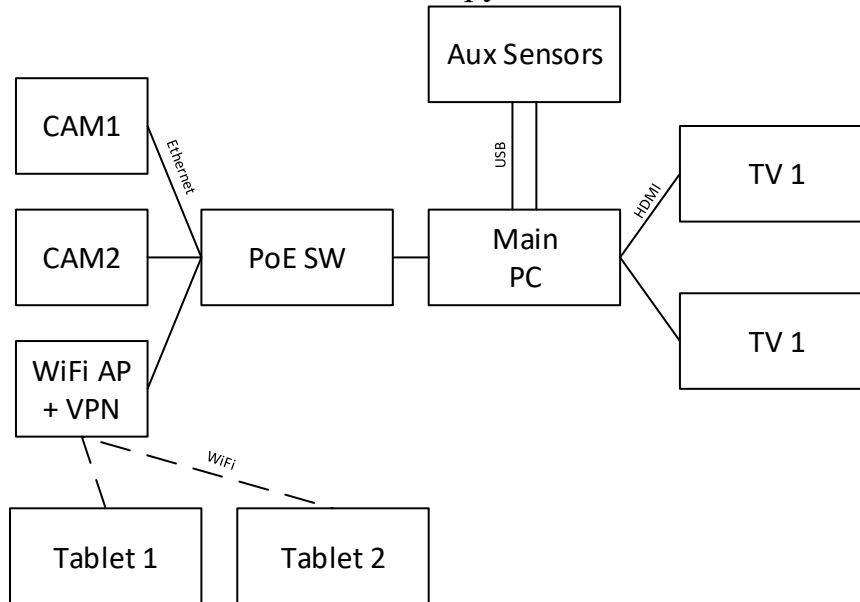 Aux Sensors
CAM1
Ethernet
USB
HDMI
TV 1
CAM2
PoE SW
Main
PC
TV 1
WiFi AP
+ VPN
WiFi
Tablet 1
Tablet 2